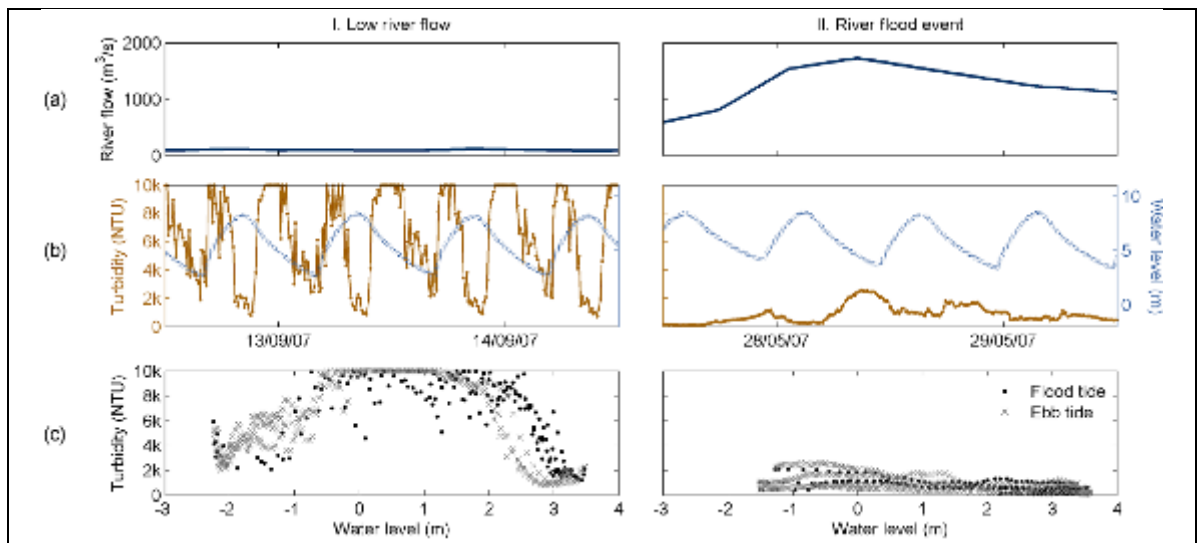 I. Low river flow
II. River flood event
(a)
River flow (m³/s)
2000
1000
0
(b)
Turbidity (NTU)
10k
8k
6k
4k
2k
0
13/09/07
14/09/07
28/05/07
29/05/07
10
5
0
Water level (m)
(c)
Turbidity (NTU)
10k
8k
6k
4k
2k
0
-3
-2
-1
0
1
2
3
4
Water level (m)
Flood tide
Ebb tide
-3
-2
-1
0
1
2
3
4
Water level (m)